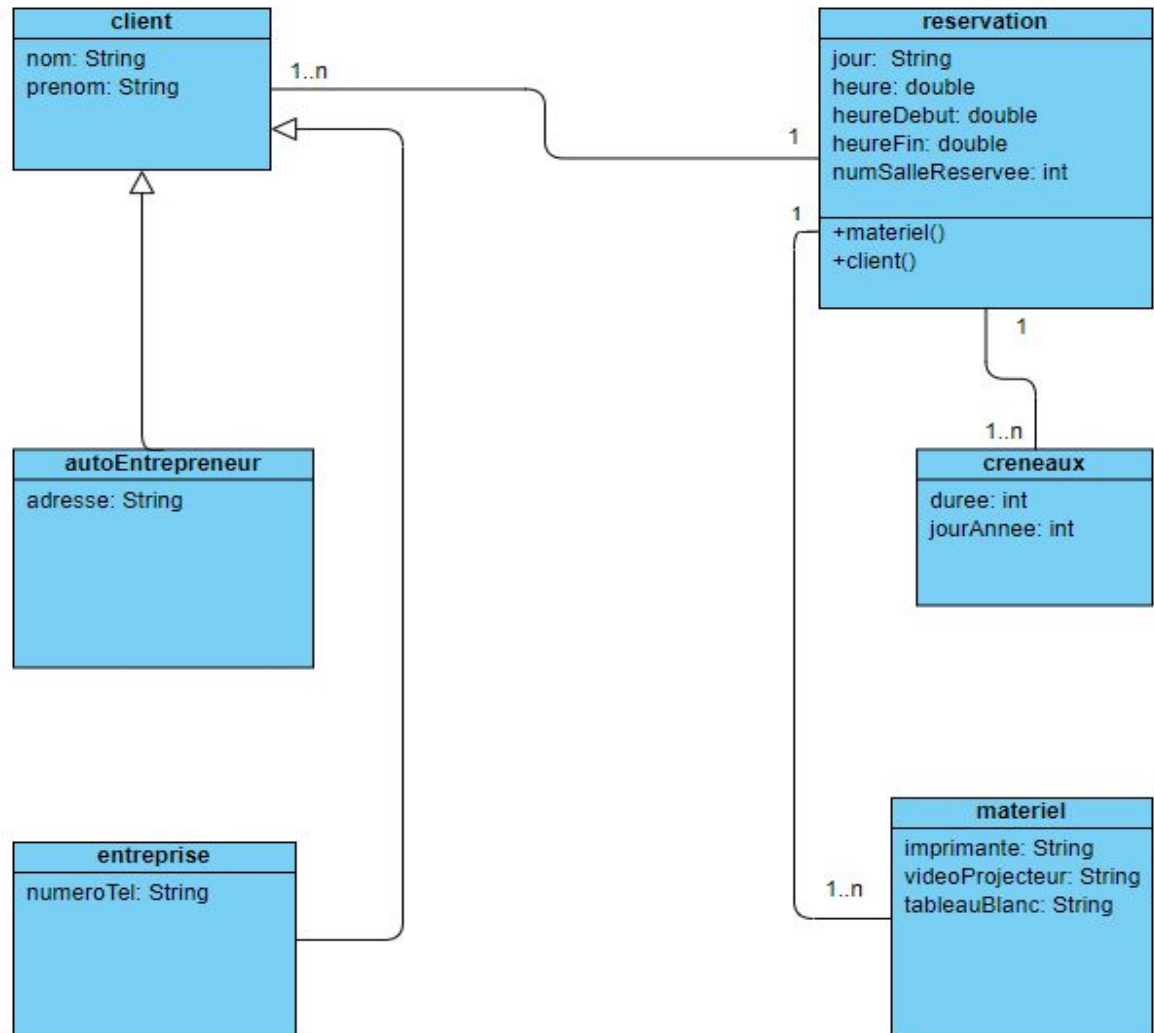 client
nom: String
prenom: String
1..n
reservation
jour: String
heure: double
heureDebut: double
heureFin: double
numSalleReservee: int
+materiel()
+client()
1
1
1
1..n
autoEntrepreneur
adresse: String
creneaux
duree: int
jourAnnee: int
entreprise
numeroTel: String
1..n
materiel
imprimante: String
videoProjecteur: String
tableauBlanc: String